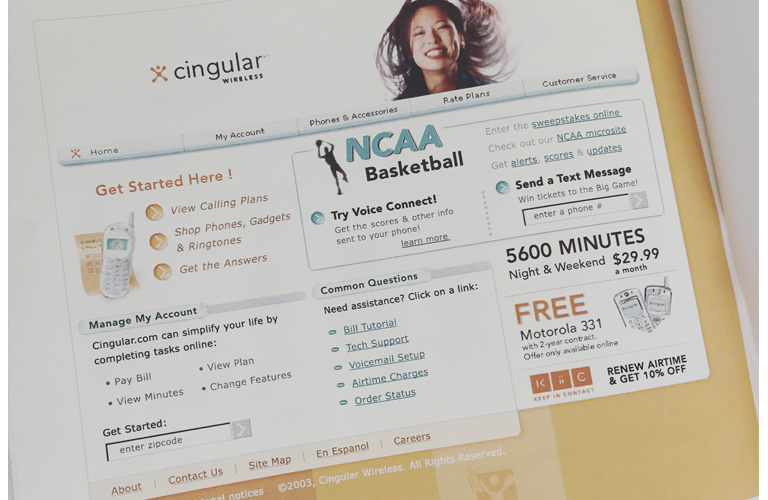 cingular
WIRELESS
Home
My Account
Phones & Accessories
Rate Plans
Customer Service
Get Started Here !
View Calling Plans
Shop Phones, Gadgets
& Ringtones
Get the Answers
NCAA
Basketball
Enter the sweepstakes online
Check out our NCAA microsite
Get alerts, scores & updates
Try Voice Connect!
Get the scores & other info
sent to your phone!
learn more
Send a Text Message
Win tickets to the Big Game!
enter a phone #
Manage My Account
Cingular.com can simplify your life by
completing tasks online:
• Pay Bill
• View Minutes
• View Plan
• Change Features
Get Started:
enter zipcode
Common Questions
Need assistance? Click on a link:
Bill Tutorial
Tech Support
Voicemail Setup
Airtime Charges
Order Status
5600 MINUTES
Night & Weekend $29.99
a month
FREE
Motorola 331
with 2-year contract.
Offer only available online
KiC
KEEP IN CONTACT
RENEW AIRTIME
& GET 10% OFF
About | Contact Us | Site Map | En Espanol | Careers
legal notices ©2003, Cingular Wireless. All Rights Reserved.